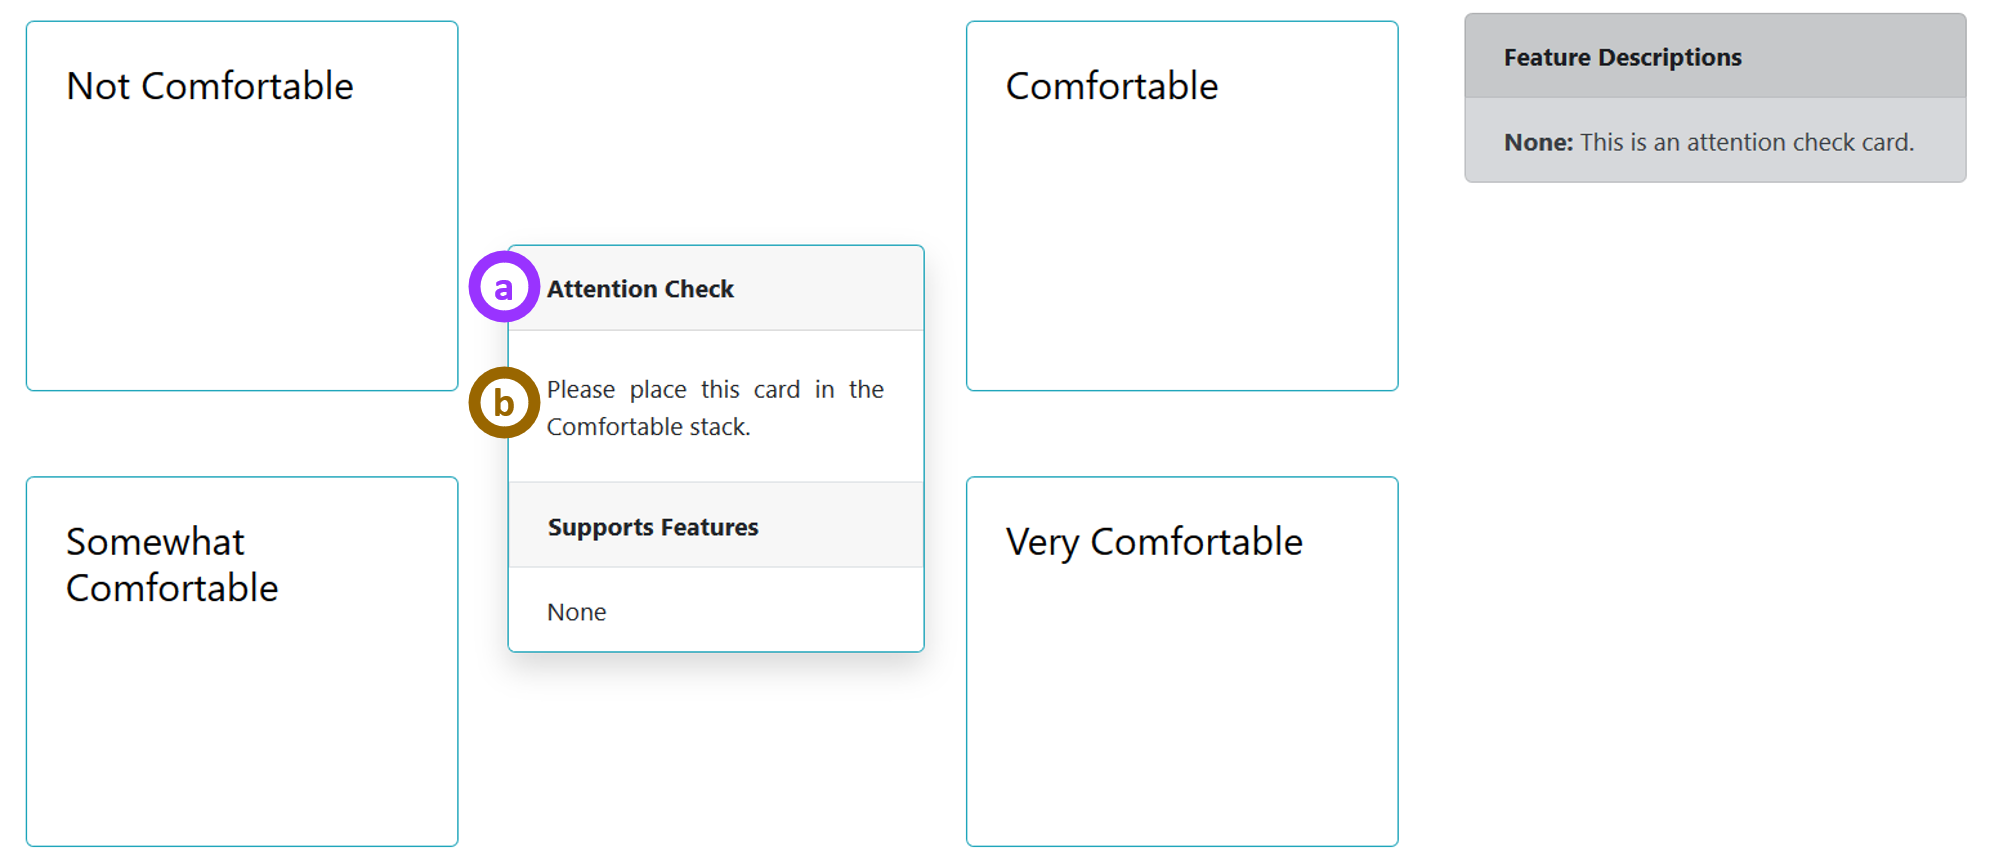 Not Comfortable
Comfortable
Feature Descriptions
None: This is an attention check card.
a
Attention Check
b
Please place this card in the
Comfortable stack.
Supports Features
None
Somewhat
Comfortable
Very Comfortable